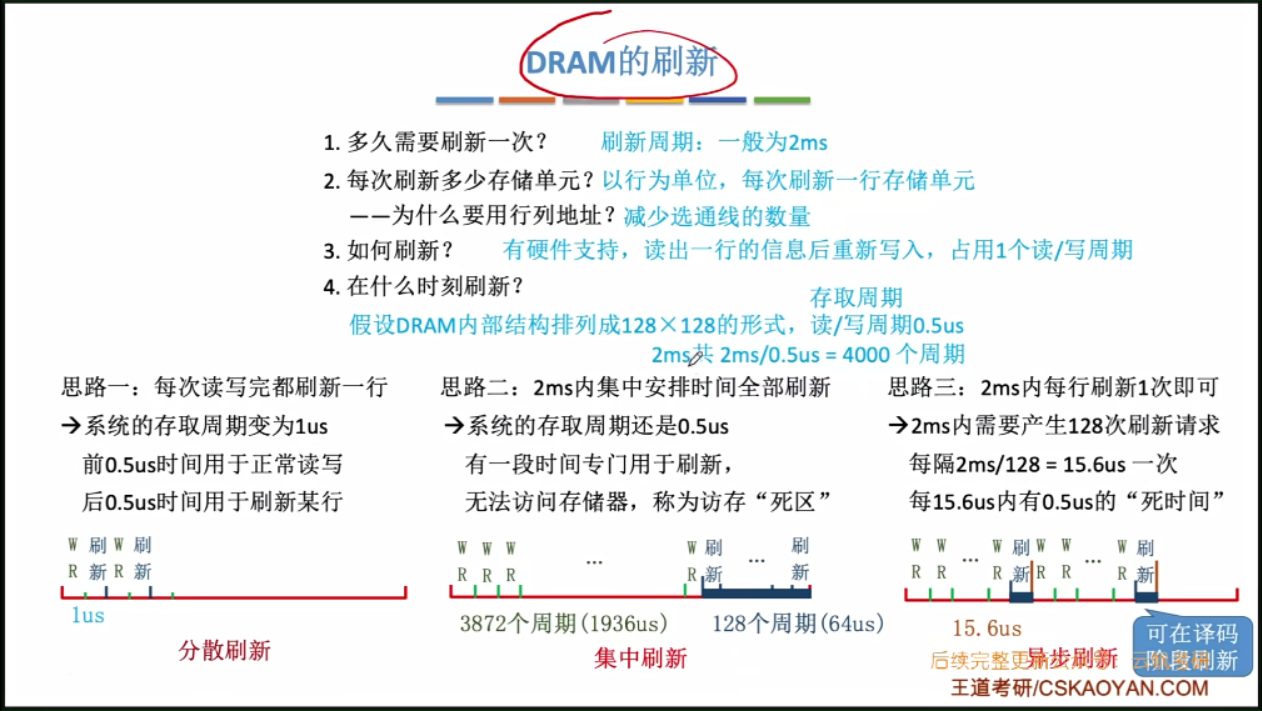 DRAM的刷新
1. 多久需要刷新一次？ 刷新周期：一般为2ms
2. 每次刷新多少存储单元？以行为单位，每次刷新一行存储单元
——为什么要用行列地址？减少选通线的数量
3. 如何刷新？ 有硬件支持，读出一行的信息后重新写入，占用1个读/写周期
4. 在什么时刻刷新？
存取周期
假设DRAM内部结构排列成128×128的形式，读/写周期0.5us
2ms共 2ms/0.5us = 4000 个周期
思路一：每次读写完都刷新一行
→系统的存取周期变为1us
前0.5us时间用于正常读写
后0.5us时间用于刷新某行
W 刷 W 刷
R 新 R 新
1us
分散刷新
思路二：2ms内集中安排时间全部刷新
→系统的存取周期还是0.5us
有一段时间专门用于刷新，
无法访问存储器，称为访存“死区”
W W W ... W 刷 ... 刷
R R R R 新 新
3872个周期(1936us) 128个周期(64us)
集中刷新
思路三：2ms内每行刷新1次即可
→2ms内需要产生128次刷新请求
每隔2ms/128 = 15.6us 一次
每15.6us内有0.5us的“死时间”
W W ... W 刷 W W ... W 刷
R R R 新 R R R 新
15.6us
异步刷新
可在译码
阶段刷新
后续完整更新
王道考研/CSKAOYAN.COM